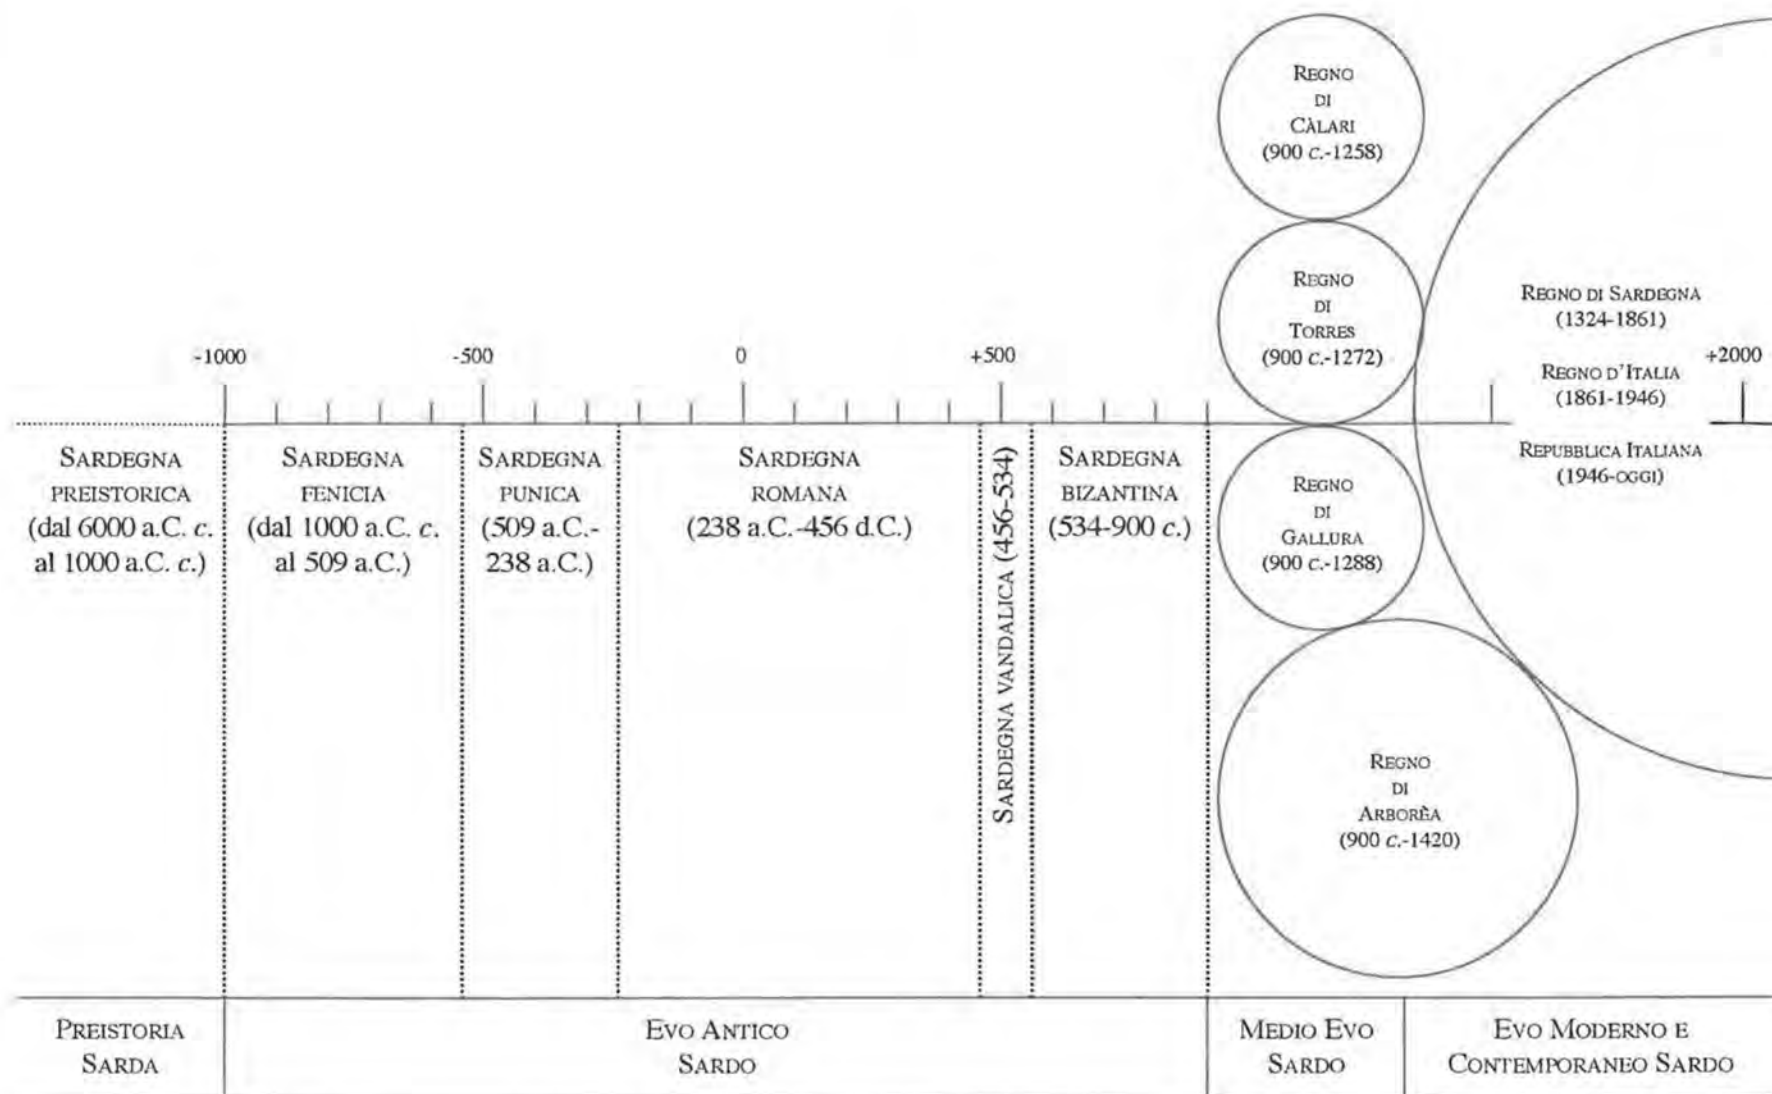 REGNO
DI
CÀLARI
(900 c.-1258)
REGNO
DI
TORRES
(900 c.-1272)
REGNO DI SARDEGNA
(1324-1861)
REGNO D'ITALIA
(1861-1946)
REPUBBLICA ITALIANA
(1946-OGGI)
-1000
-500
0
+500
+2000
SARDEGNA
PREISTORICA
(dal 6000 a.C. c.
al 1000 a.C. c.)
SARDEGNA
FENICIA
(dal 1000 a.C. c.
al 509 a.C.)
SARDEGNA
PUNICA
(509 a.C.-
238 a.C.)
SARDEGNA
ROMANA
(238 a.C.-456 d.C.)
SARDEGNA VANDALICA (456-534)
SARDEGNA
BIZANTINA
(534-900 c.)
REGNO
DI
GALLURA
(900 c.-1288)
REGNO
DI
ARBORÈA
(900 c.-1420)
PREISTORIA
SARDA
EVO ANTICO
SARDO
MEDIO EVO
SARDO
EVO MODERNO E
CONTEMPORANEO SARDO